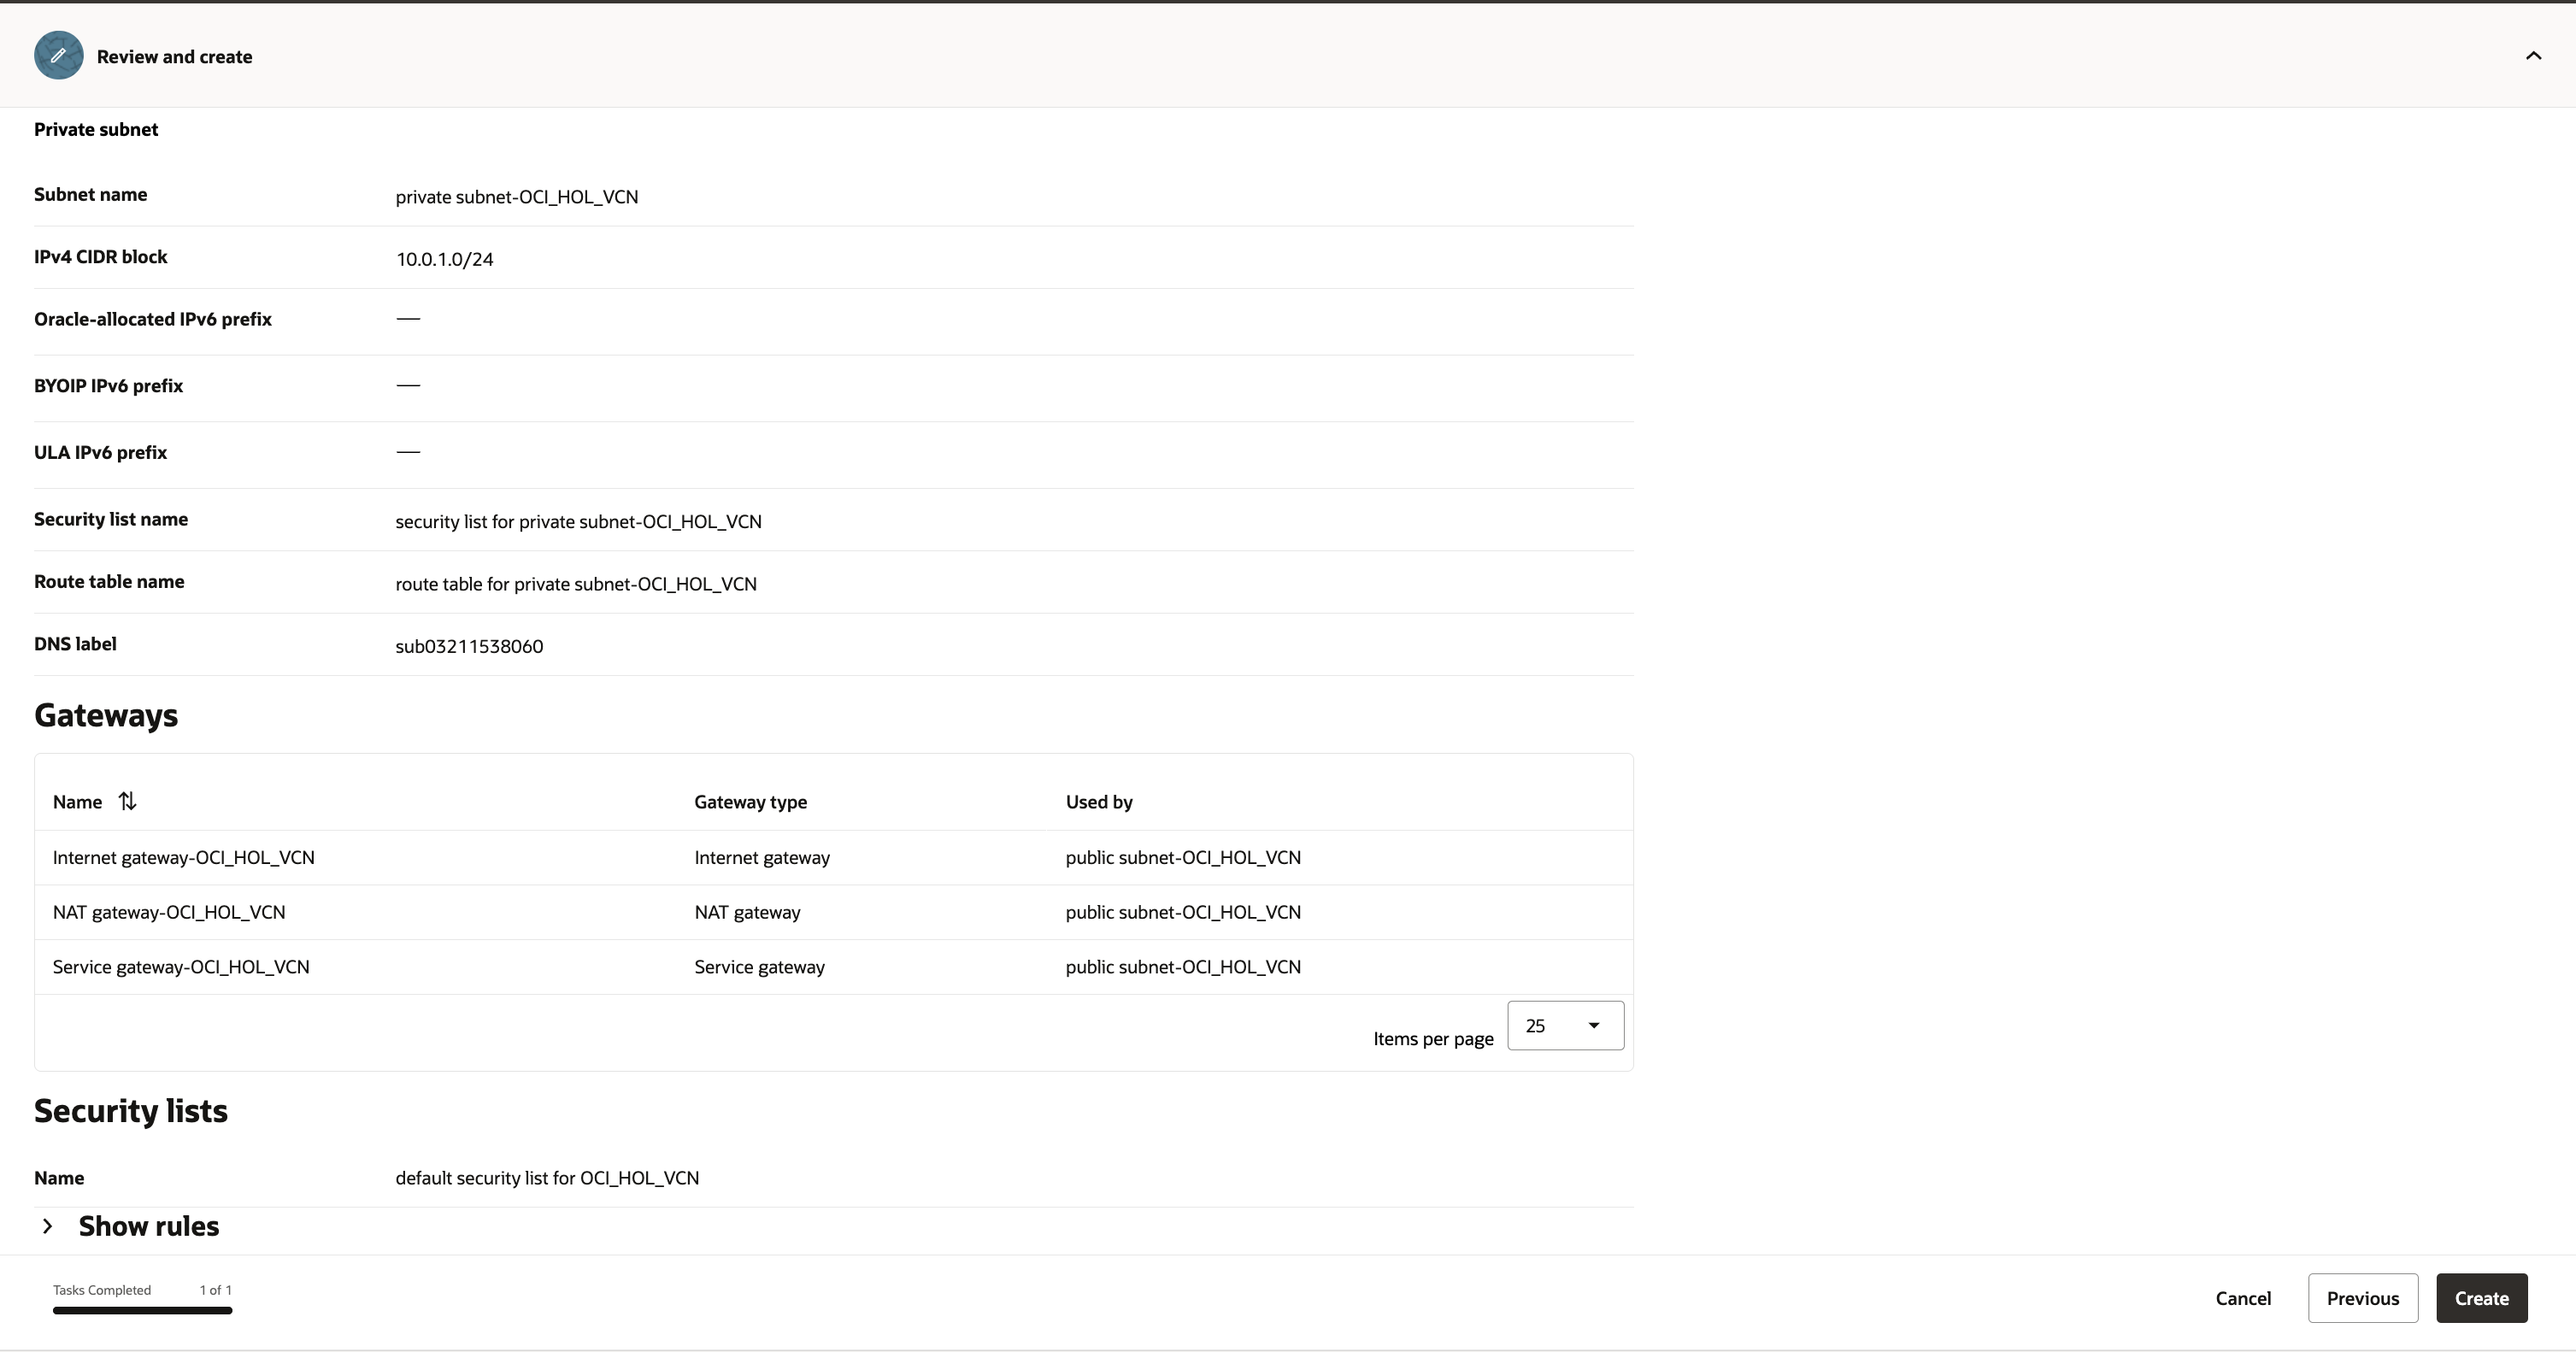 Review and create
Private subnet
Subnet name private subnet-OCI_HOL_VCN
IPv4 CIDR block 10.0.1.0/24
Oracle-allocated IPv6 prefix —
BYOIP IPv6 prefix —
ULA IPv6 prefix —
Security list name security list for private subnet-OCI_HOL_VCN
Route table name route table for private subnet-OCI_HOL_VCN
DNS label sub03211538060
Gateways
Name Gateway type Used by
Internet gateway-OCI_HOL_VCN Internet gateway public subnet-OCI_HOL_VCN
NAT gateway-OCI_HOL_VCN NAT gateway public subnet-OCI_HOL_VCN
Service gateway-OCI_HOL_VCN Service gateway public subnet-OCI_HOL_VCN
Items per page 25
Security lists
Name default security list for OCI_HOL_VCN
Show rules
Tasks Completed 1 of 1
Cancel Previous Create